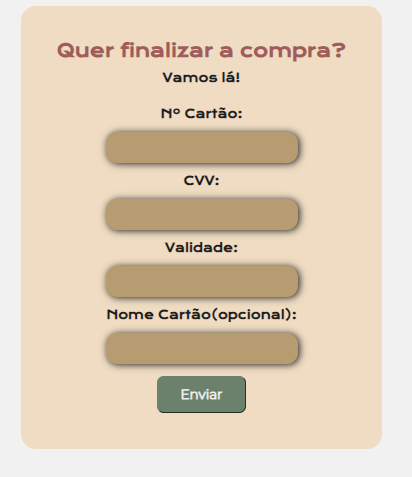 Quer finalizar a compra?
Vamos lá!
Nº Cartão:
CVV:
Validade:
Nome Cartão(opcional):
Enviar